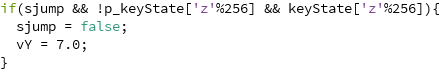 if(sjump && !p_keyState['z'%256] && keyState['z'%256]){
  sjump = false;
  vY = 7.0;
}